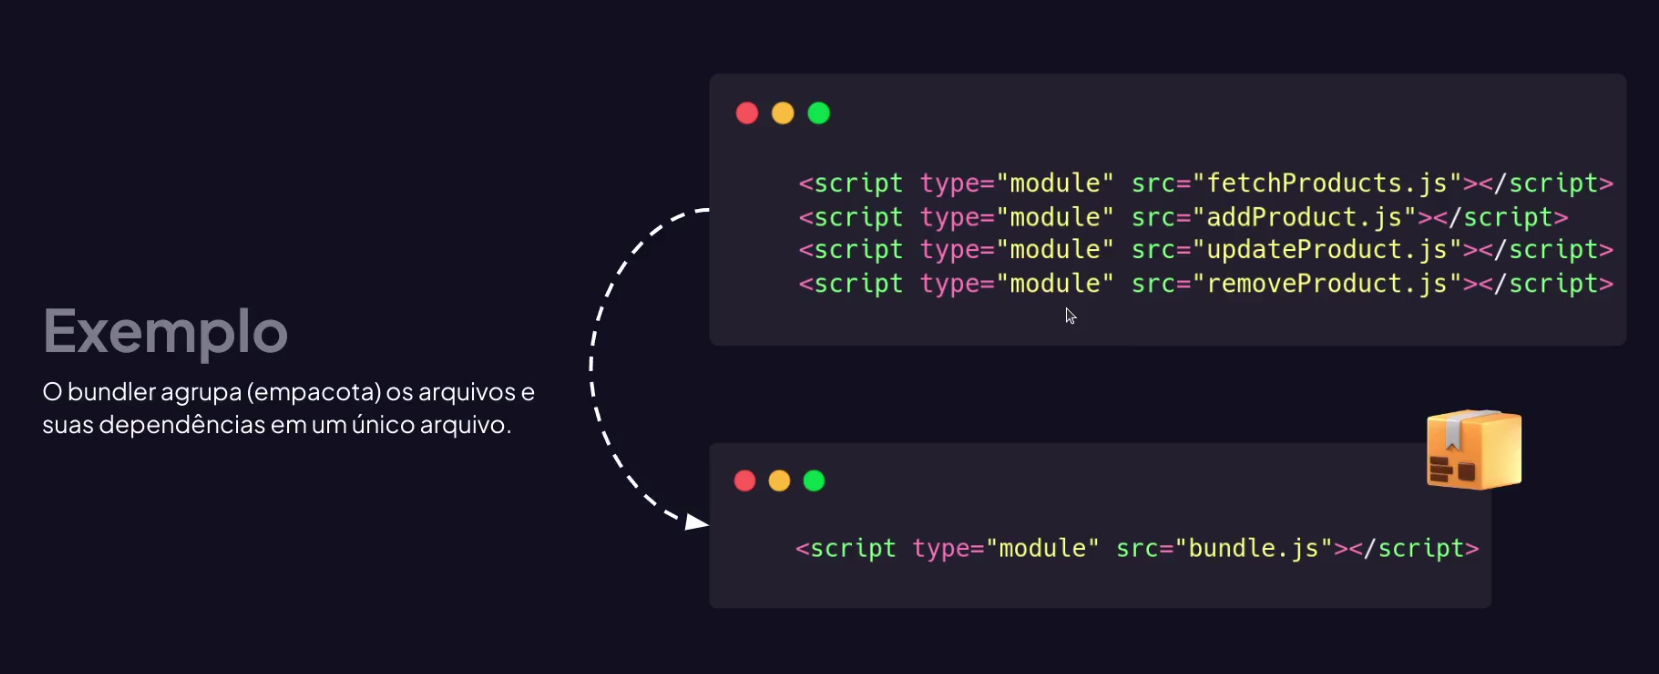 Exemplo
O bundler agrupa (empacota) os arquivos e
suas dependências em um único arquivo.
<script type="module" src="fetchProducts.js"></script>
<script type="module" src="addProduct.js"></script>
<script type="module" src="updateProduct.js"></script>
<script type="module" src="removeProduct.js"></script>
<script type="module" src="bundle.js"></script>